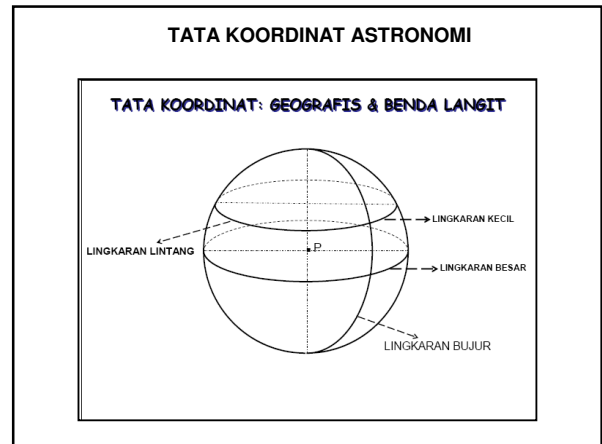 TATA KOORDINAT ASTRONOMI
TATA KOORDINAT: GEOGRAFIS & BENDA LANGIT
LINGKARAN KECIL
LINGKARAN LINTANG
P
LINGKARAN BESAR
LINGKARAN BUJUR